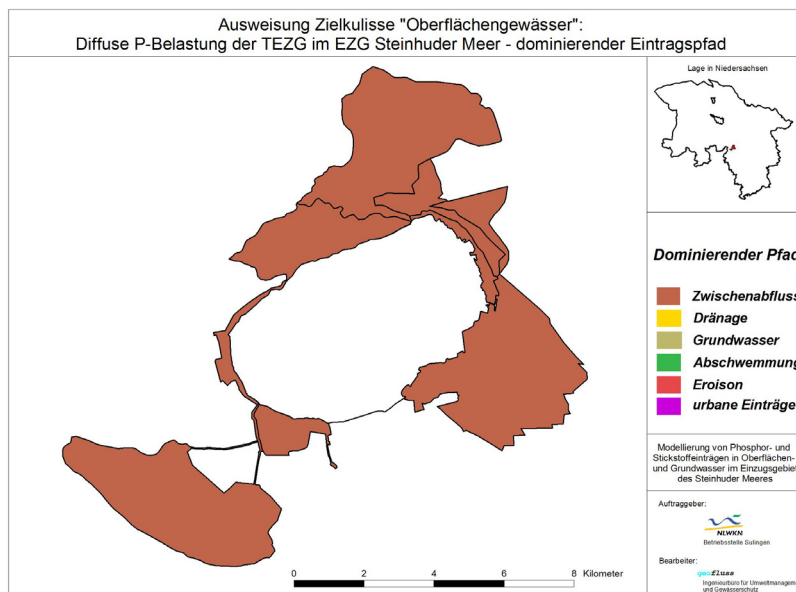 Ausweisung Zielkulisse "Oberflächengewässer":
Diffuse P-Belastung der TEZG im EZG Steinhuder Meer - dominierender Eintragspfad
Lage in Niedersachsen
Dominierender Pfad
Zwischenabfluss
Dränage
Grundwasser
Abschwemmung
Eroison
urbane Einträge
Modellierung von Phosphor- und
Stickstoffeinträgen in Oberflächen-
und Grundwasser im Einzugsgebiet
des Steinhuder Meeres
Auftraggeber:
NLWKN
Betriebsstelle Sulingen
Bearbeiter:
geofluss
Ingenieurbüro für Umweltmanagem
und Gewässerschutz
0 2 4 6 8 Kilometer